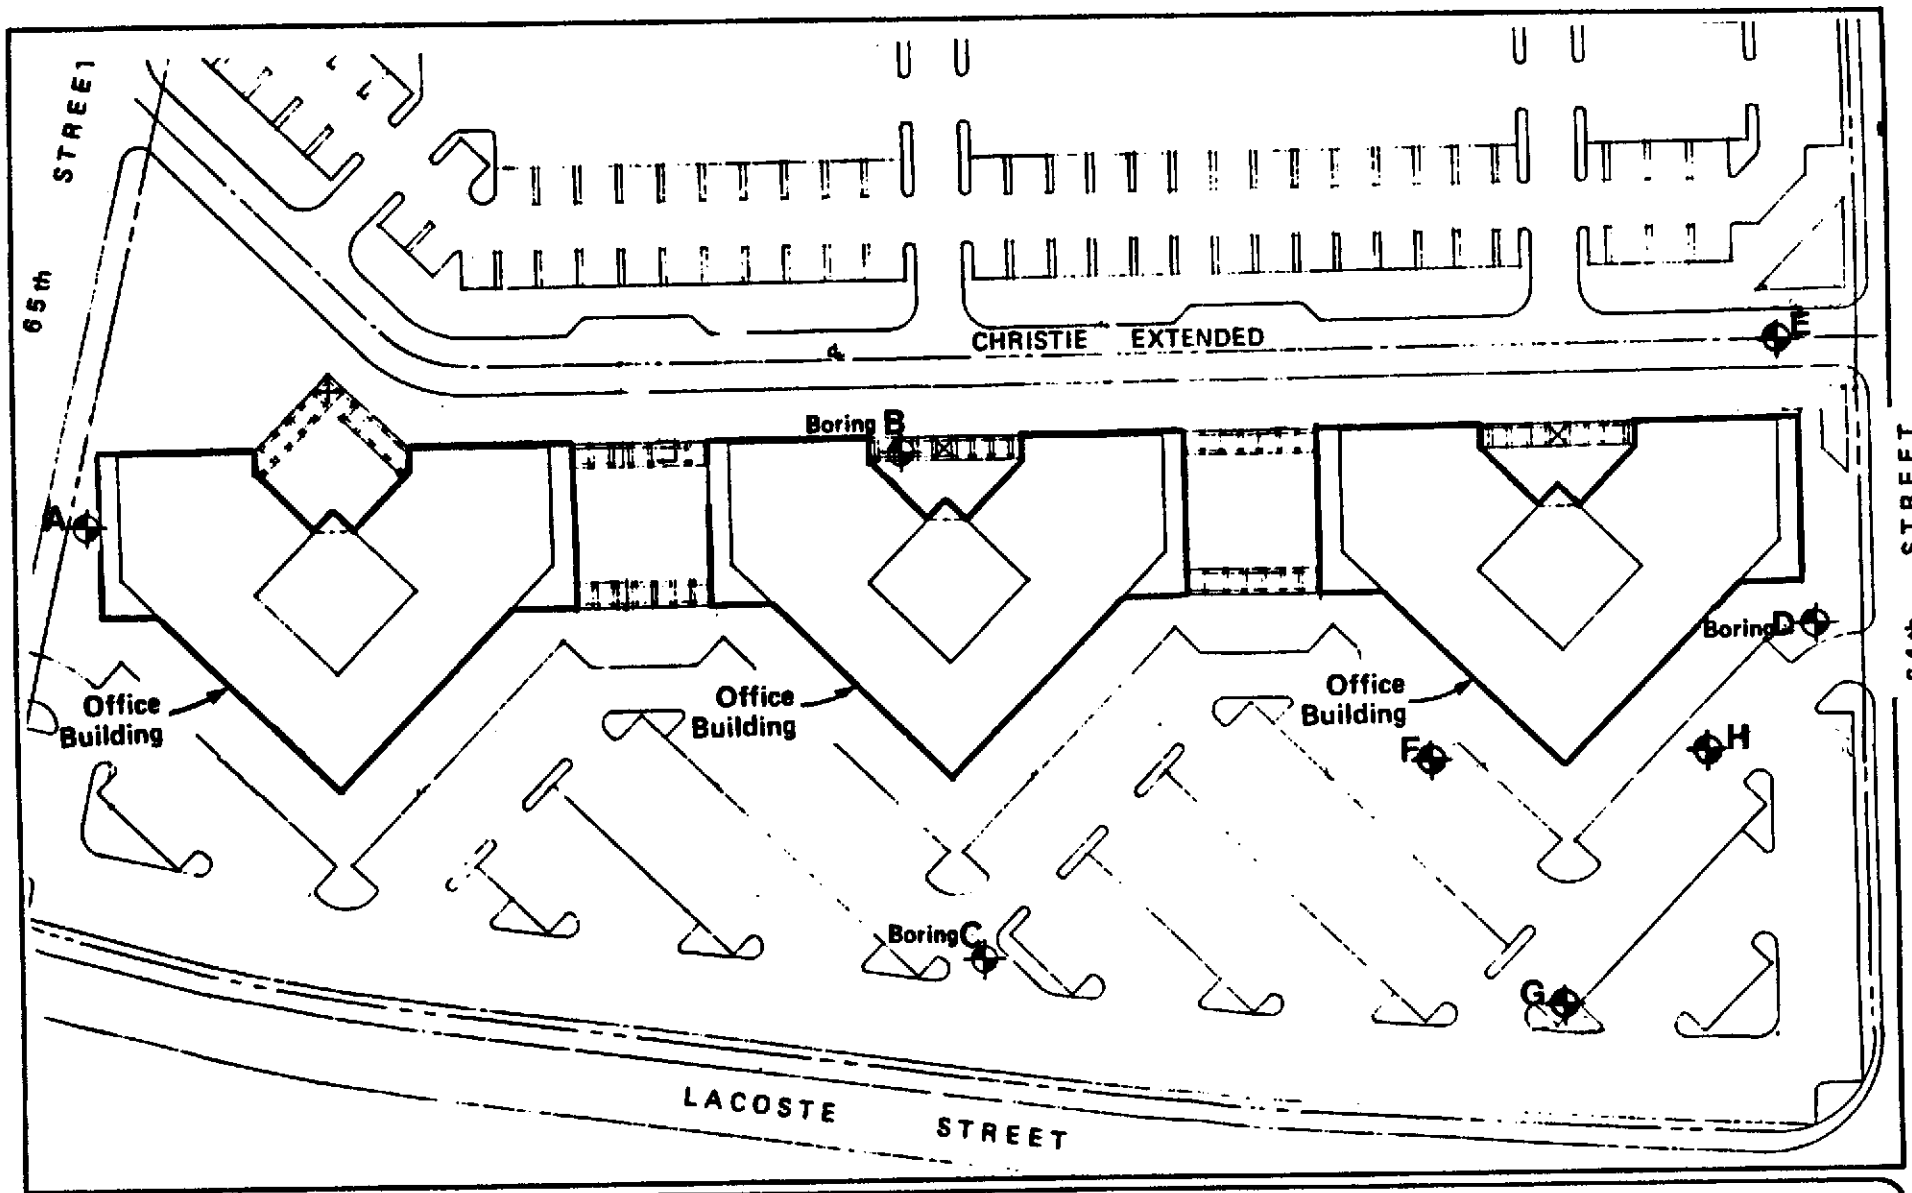 STREET
65th
CHRISTIE EXTENDED
E
Boring B
A
STREET
Boring D
Office
Building
Office
Building
Office
Building
F
H
Boring C
G
LACOSTE STREET